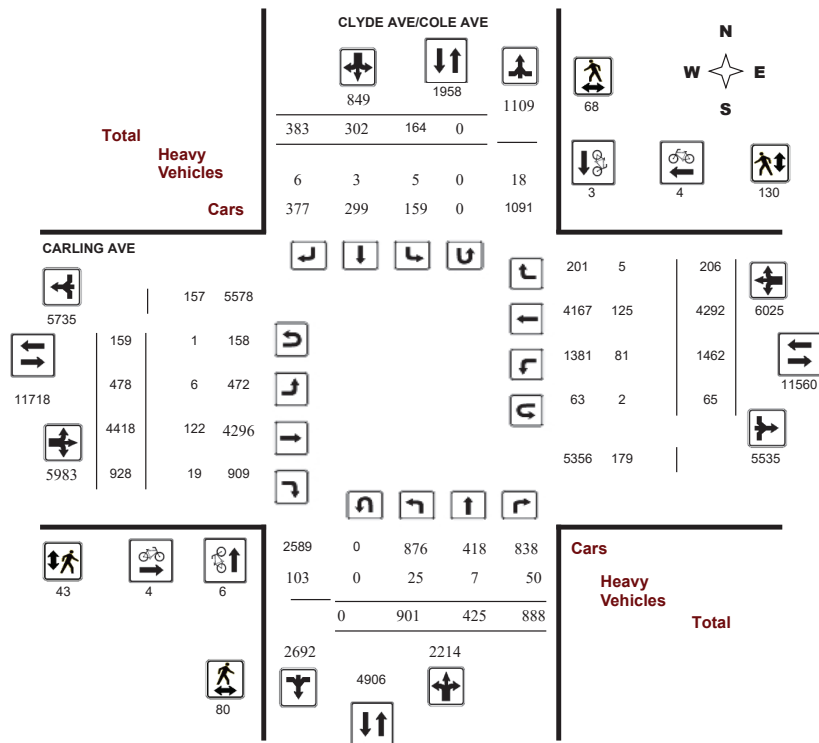 CLYDE AVE/COLE AVE
N
W E
S
849
1958
1109
68
Total
383 302 164 0
Heavy
Vehicles
6 3 5 0 18
3 4 130
Cars
377 299 159 0 1091
CARLING AVE
5735
157 5578
201 5 206
6025
159 1 158
4167 125 4292
11718
478 6 472
1381 81 1462
11560
4418 122 4296
63 2 65
5983
928 19 909
5356 179
5535
2589 0 876 418 838
Cars
43 4 6
103 0 25 7 50
Heavy
Vehicles
0 901 425 888
Total
2692
4906
2214
80